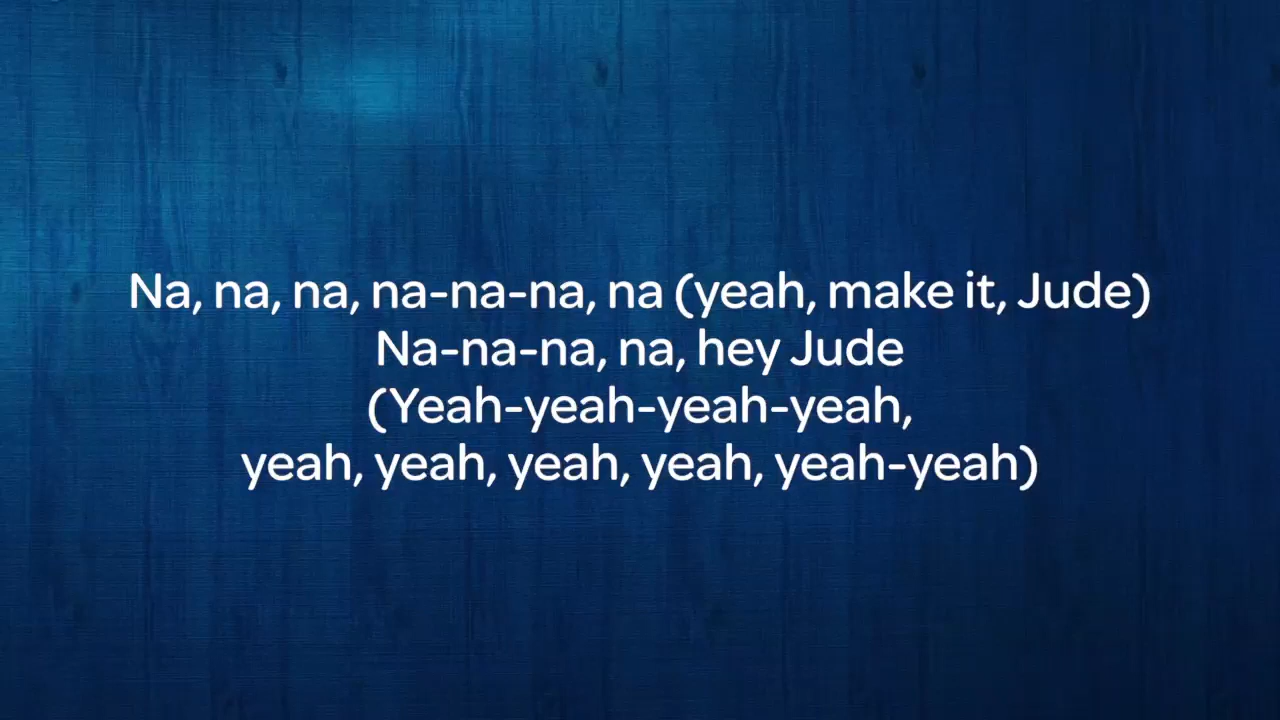 Na, na, na, na-na-na, na (yeah, make it, Jude)
Na-na-na, na, hey Jude
(Yeah-yeah-yeah-yeah,
yeah, yeah, yeah, yeah, yeah-yeah)